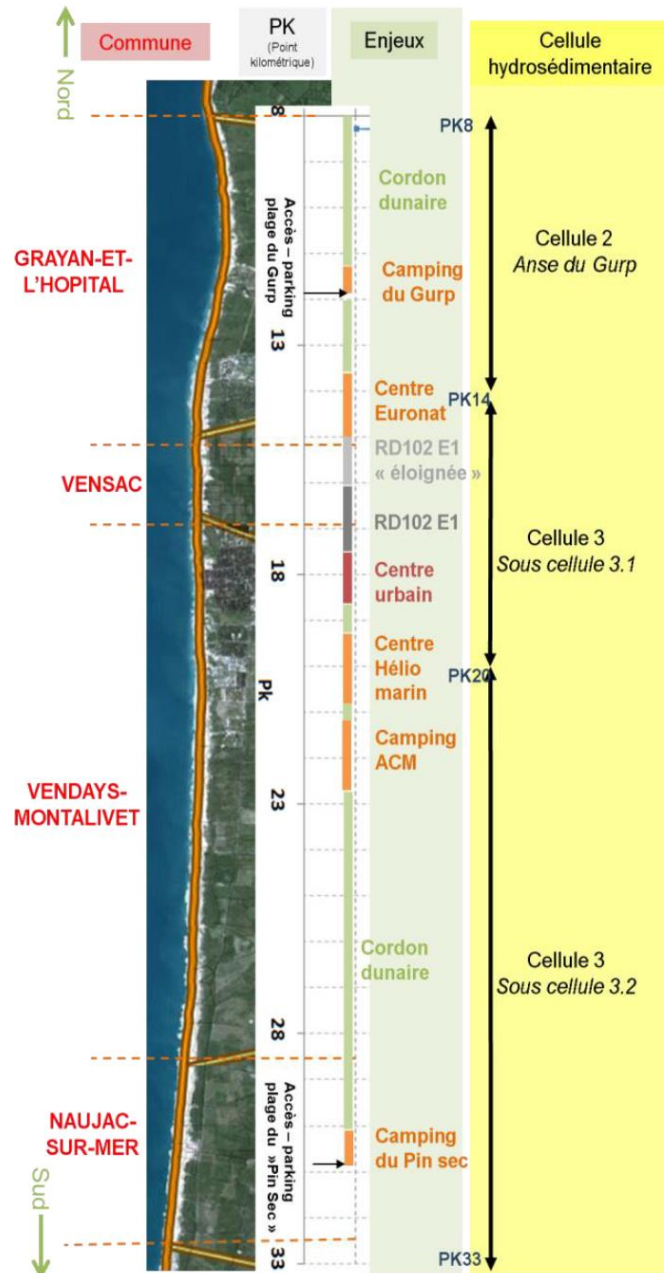 Nord
Commune
PK
(Point
kilométrique)
Enjeux
Cellule
hydrosédimentaire
8
PK8
Accès – parking
plage du Gurp
Cordon
dunaire
Cellule 2
Anse du Gurp
GRAYAN-ET-
L'HOPITAL
Camping
du Gurp
13
Centre
Euronat
PK14
RD102 E1
« éloignée »
VENSAC
RD102 E1
Cellule 3
Sous cellule 3.1
18
Centre
urbain
Centre
Hélio
marin
PK20
Pk
Camping
ACM
VENDAYS-
MONTALIVET
23
Cordon
dunaire
Cellule 3
Sous cellule 3.2
28
Accès – parking
plage du »Pin Sec »
NAUJAC-
SUR-MER
Camping
du Pin sec
Sud
33
PK33